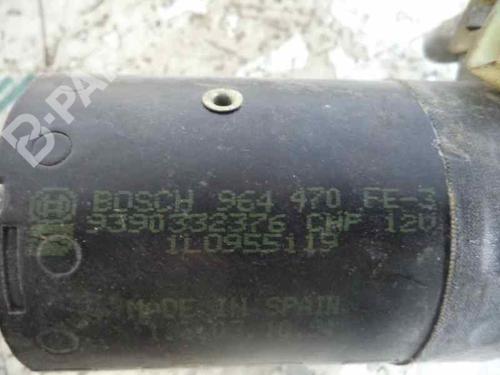 BOSCH 964 470 FE-3
9390332376 CHP 12V
1L0955119
MADE IN SPAIN